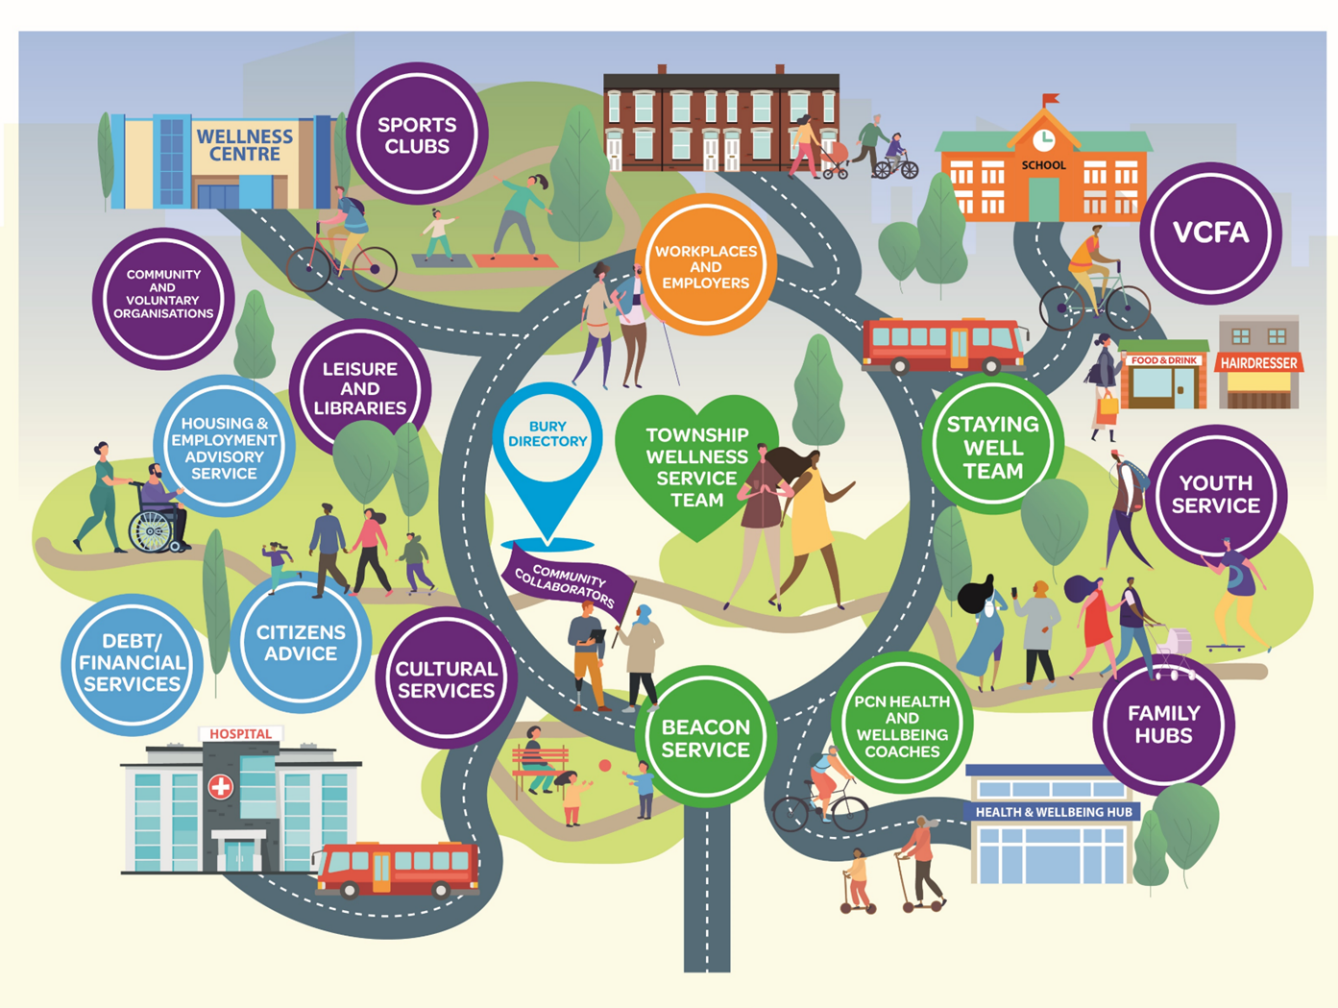 SPORTS
CLUBS
WELLNESS
CENTRE
SCHOOL
VCFA
COMMUNITY
AND
VOLUNTARY
ORGANISATIONS
WORKPLACES
AND
EMPLOYERS
FOOD & DRINK
HAIRDRESSER
LEISURE
AND
LIBRARIES
HOUSING &
EMPLOYMENT
ADVISORY
SERVICE
BURY
DIRECTORY
TOWNSHIP
WELLNESS
SERVICE
TEAM
STAYING
WELL
TEAM
YOUTH
SERVICE
COMMUNITY
COLLABORATORS
DEBT/
FINANCIAL
SERVICES
CITIZENS
ADVICE
CULTURAL
SERVICES
BEACON
SERVICE
PCN HEALTH
AND
WELLBEING
COACHES
FAMILY
HUBS
HOSPITAL
HEALTH & WELLBEING HUB